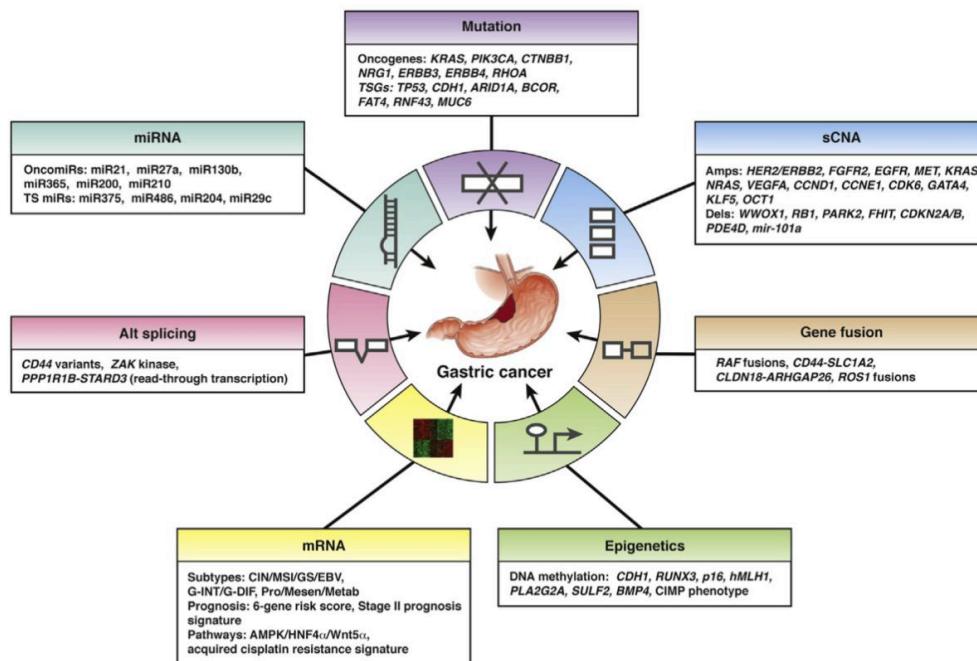 Mutation
Oncogenes: KRAS, PIK3CA, CTNBB1,
NRG1, ERBB3, ERBB4, RHOA
TSGs: TP53, CDH1, ARID1A, BCOR,
FAT4, RNF43, MUC6
miRNA
OncomiRs: miR21, miR27a, miR130b,
miR365, miR200, miR210
TS miRs: miR375, miR486, miR204, miR29c
sCNA
Amps: HER2/ERBB2, FGFR2, EGFR, MET, KRAS
NRAS, VEGFA, CCND1, CCNE1, CDK6, GATA4,
KLF5, OCT1
Dels: WWOX1, RB1, PARK2, FHIT, CDKN2A/B,
PDE4D, mir-101a
Alt splicing
CD44 variants, ZAK kinase,
PPP1R1B-STARD3 (read-through transcription)
Gastric cancer
Gene fusion
RAF fusions, CD44-SLC1A2,
CLDN18-ARHGAP26, ROS1 fusions
mRNA
Subtypes: CIN/MSI/GS/EBV,
G-INT/G-DIF, Pro/Mesen/Metab
Prognosis: 6-gene risk score, Stage II prognosis
signature
Pathways: AMPK/HNF4α/Wnt5α,
acquired cisplatin resistance signature
Epigenetics
DNA methylation: CDH1, RUNX3, p16, hMLH1,
PLA2G2A, SULF2, BMP4, CIMP phenotype